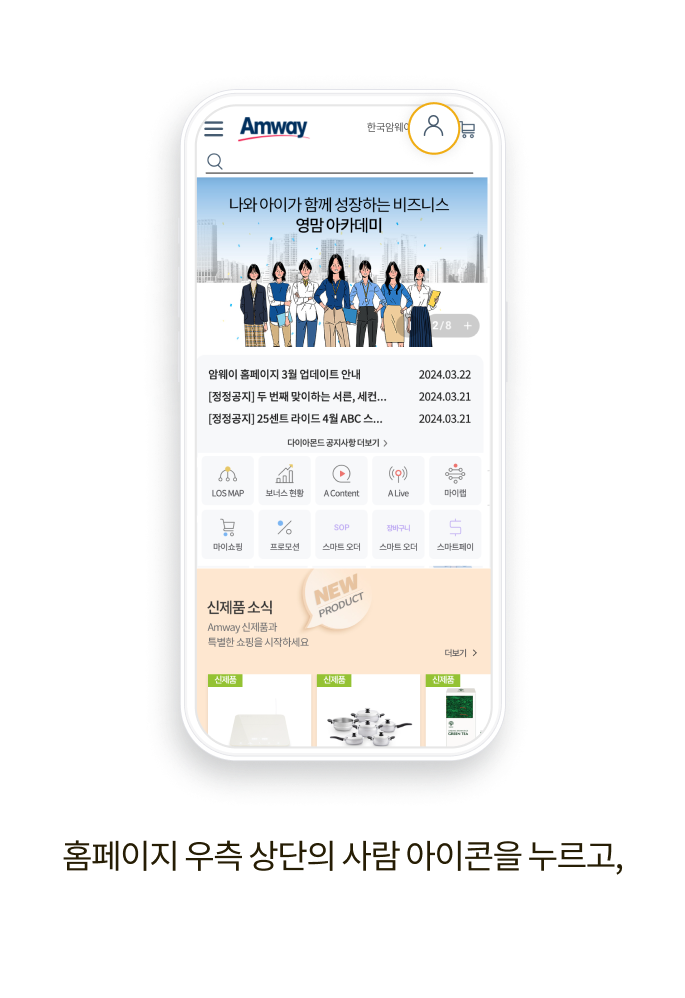 Amway
한국암웨이
나와 아이가 함께 성장하는 비즈니스
영맘 아카데미
2/8 +
암웨이 홈페이지 3월 업데이트 안내 2024.03.22
[정정공지] 두 번째 맞이하는 서른, 세컨... 2024.03.21
[정정공지] 25센트 라이드 4월 ABC 스... 2024.03.21
다이아몬드 공지사항 더보기 >
LOS MAP 보너스 현황 A Content A Live 마이랩
SOP 장바구니
마이쇼핑 프로모션 스마트 오더 스마트 오더 스마트페이
NEW
PRODUCT
신제품 소식
Amway 신제품과
특별한 쇼핑을 시작하세요
더보기 >
신제품 신제품 신제품
GREEN TEA
홈페이지 우측 상단의 사람 아이콘을 누르고,